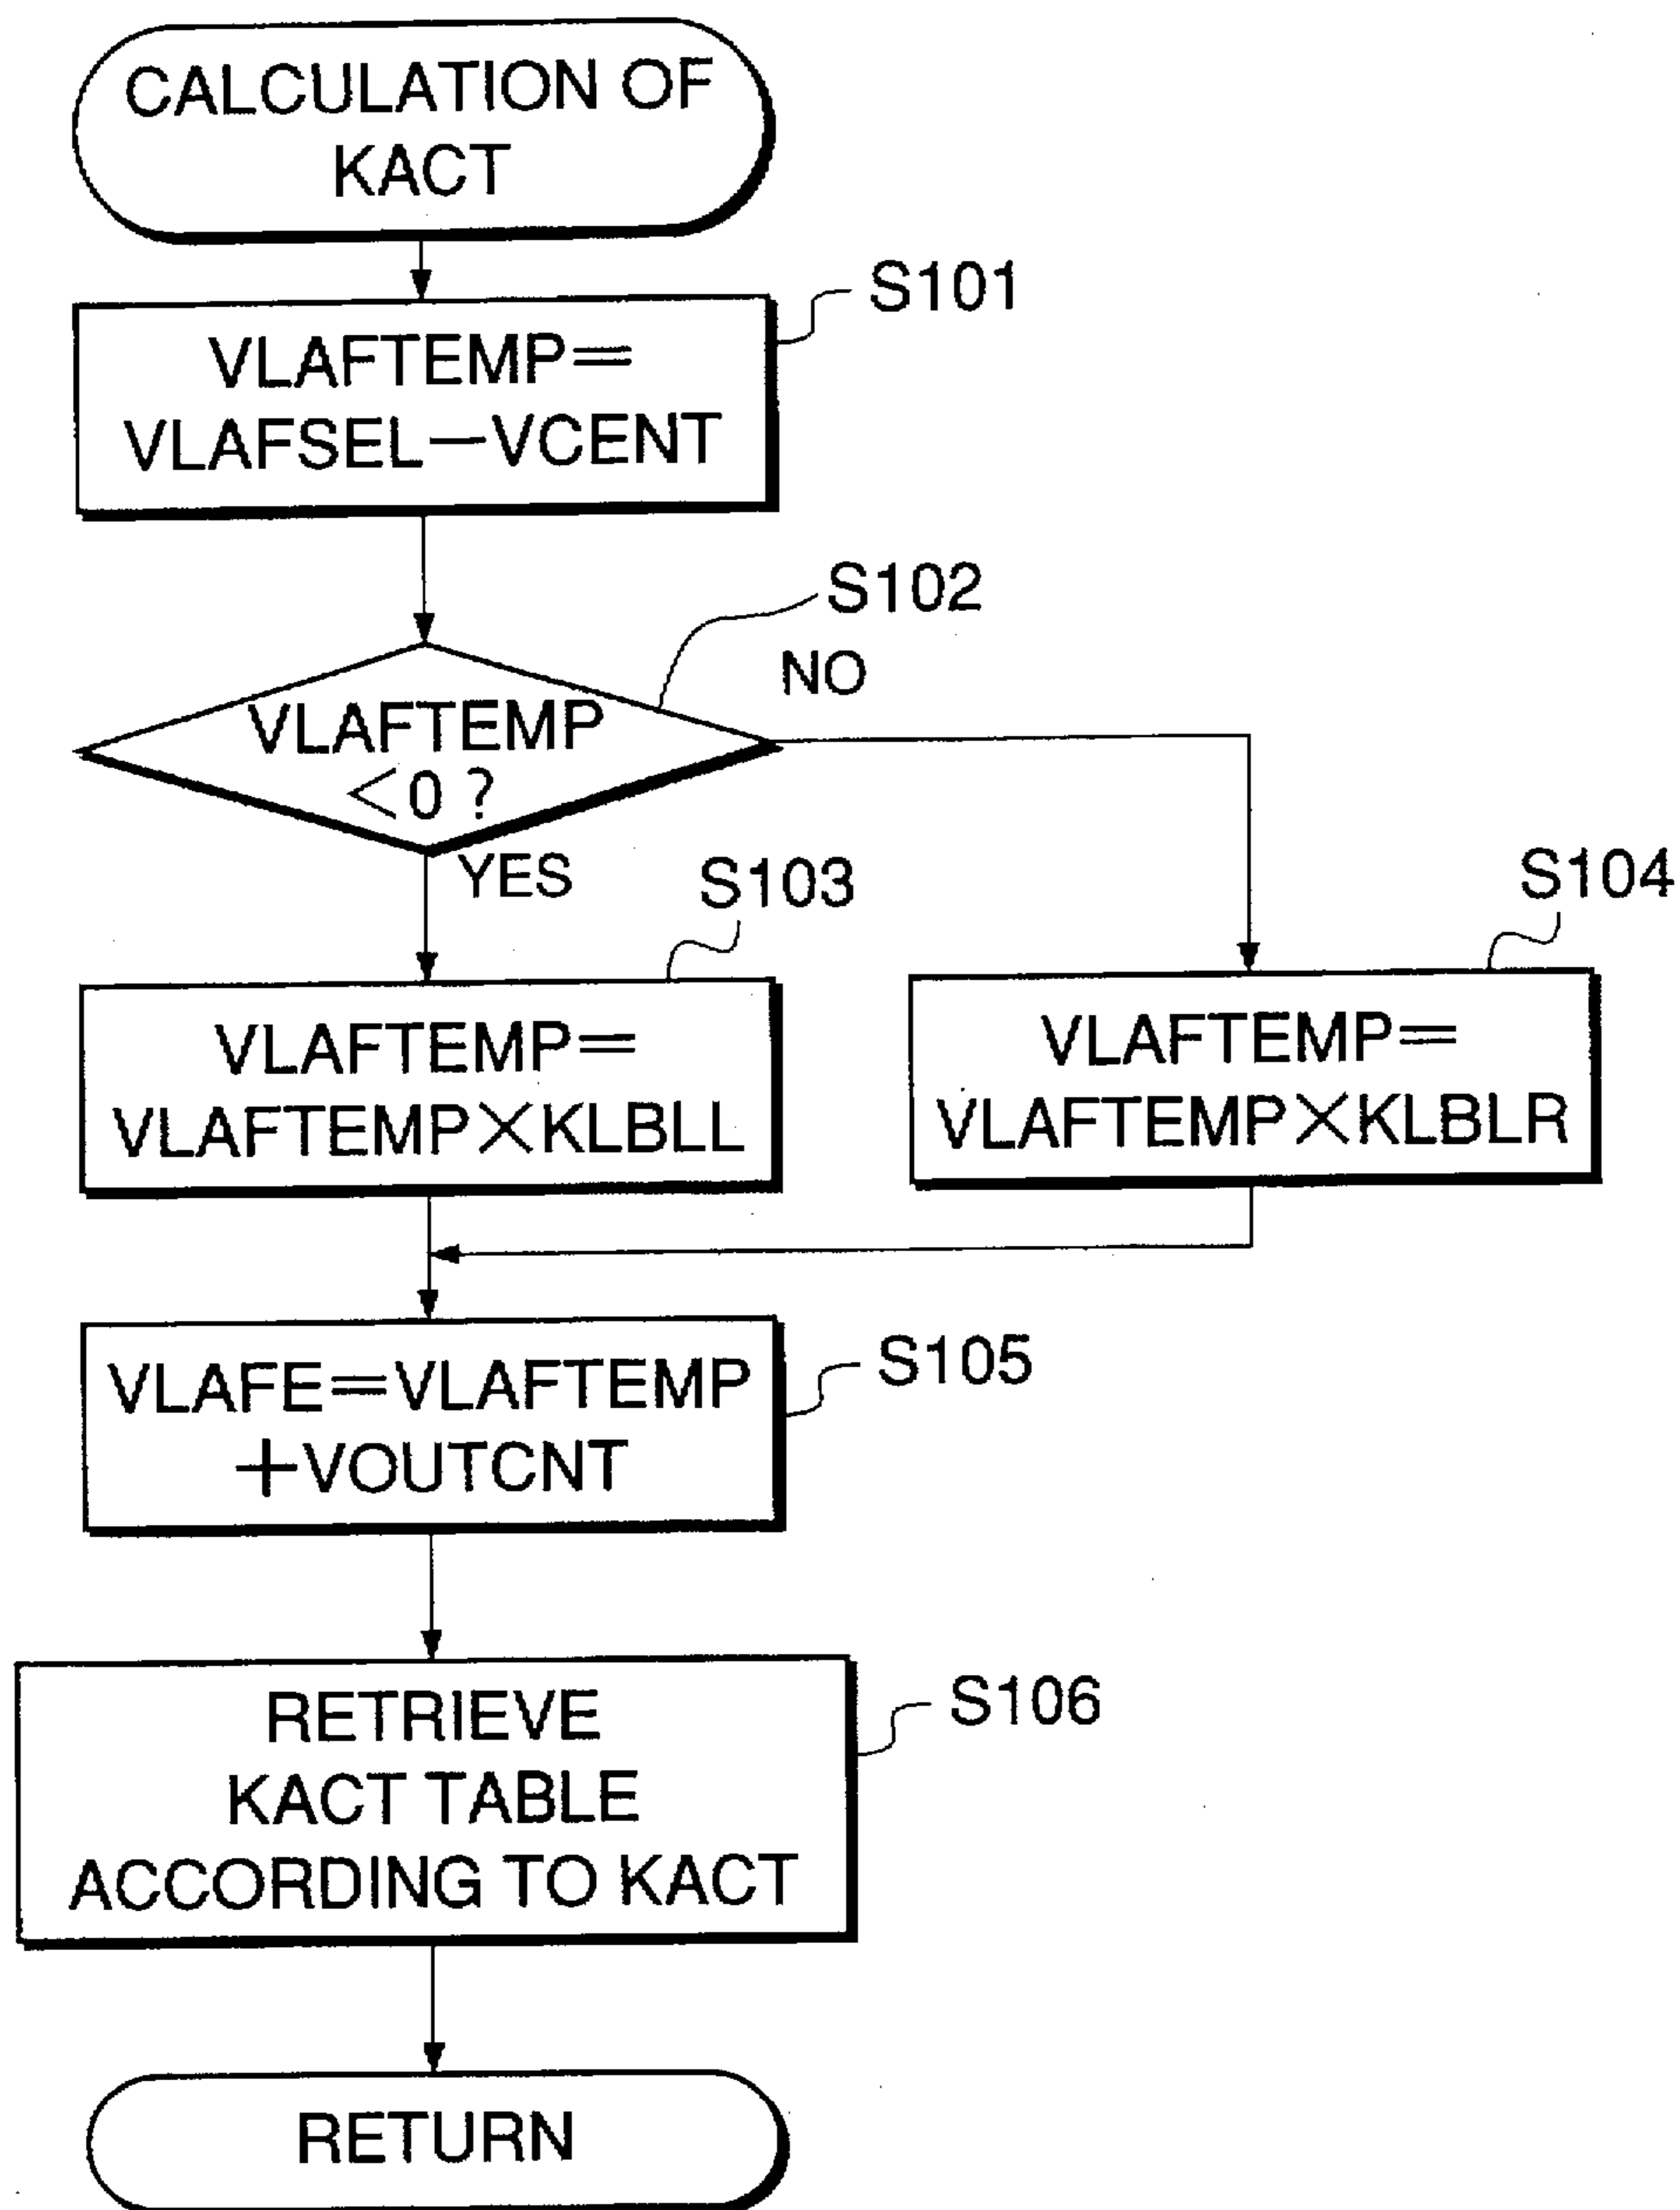 CALCULATION OF
KACT
S101
VLAFTEMP=
VLAFSEL－VCENT
S102
NO
VLAFTEMP
<0 ?
YES
S103
S104
VLAFTEMP=
VLAFTEMP×KLBLL
VLAFTEMP=
VLAFTEMP×KLBLR
S105
VLAFE=VLAFTEMP
+VOUTCNT
S106
RETRIEVE
KACT TABLE
ACCORDING TO KACT
RETURN